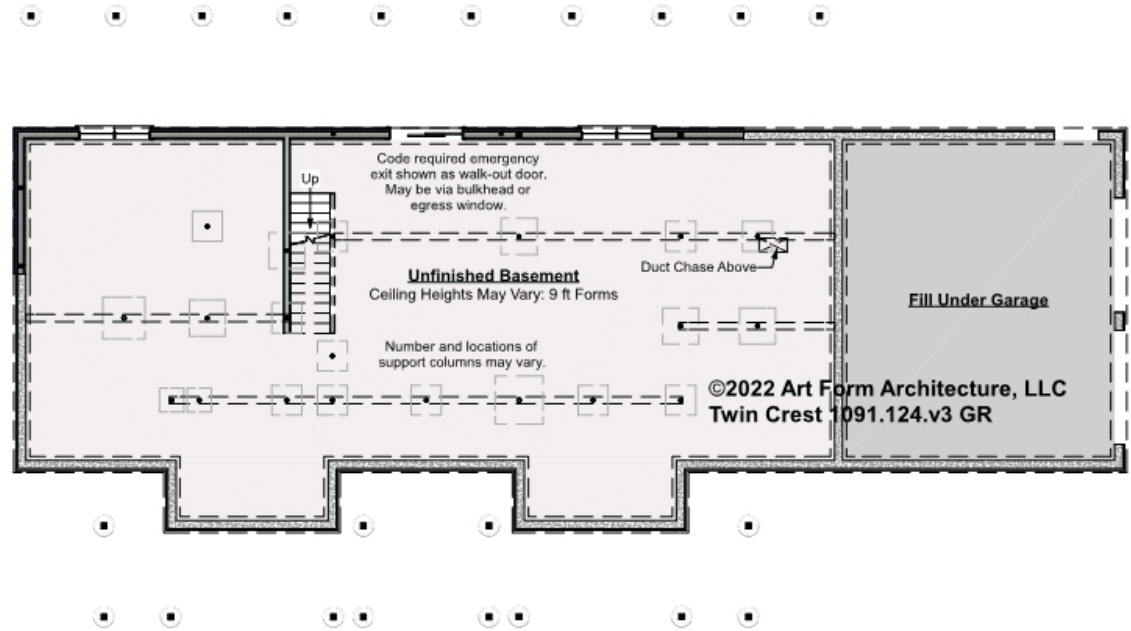 Code required emergency
exit shown as walk-out door.
May be via bulkhead or
egress window.
Up
Duct Chase Above
Unfinished Basement
Ceiling Heights May Vary: 9 ft Forms
Fill Under Garage
Number and locations of
support columns may vary.
©2022 Art Form Architecture, LLC
Twin Crest 1091.124.v3 GR